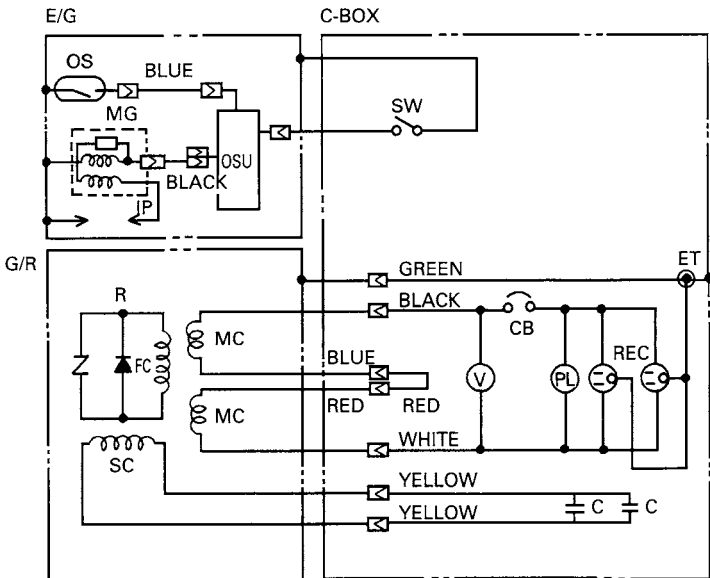 E/G
C-BOX
OS
BLUE
MG
SW
OSU
BLACK
IP
G/R
GREEN
ET
R
BLACK
MC
CB
FC
BLUE
V
PL
REC
MC
RED
RED
WHITE
SC
YELLOW
C
C
YELLOW